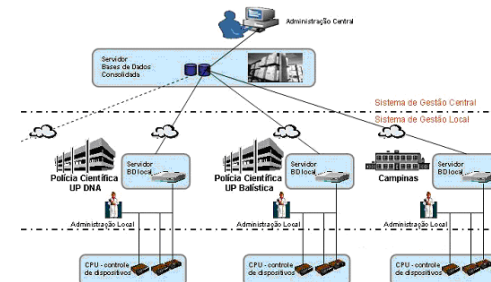 Administração Central
Servidor
Bases de Dados
Consolidada
Sistema de Gestão Central
Sistema de Gestão Local
Polícia Científica
UP DNA
Servidor
BD local
Polícia Científica
UP Balística
Servidor
BD local
Campinas
Servidor
BD local
Administração Local
Administração Local
Administração Local
CPU - controle
de dispositivos
CPU - controle
de dispositivos
CPU - controle
de dispositivos